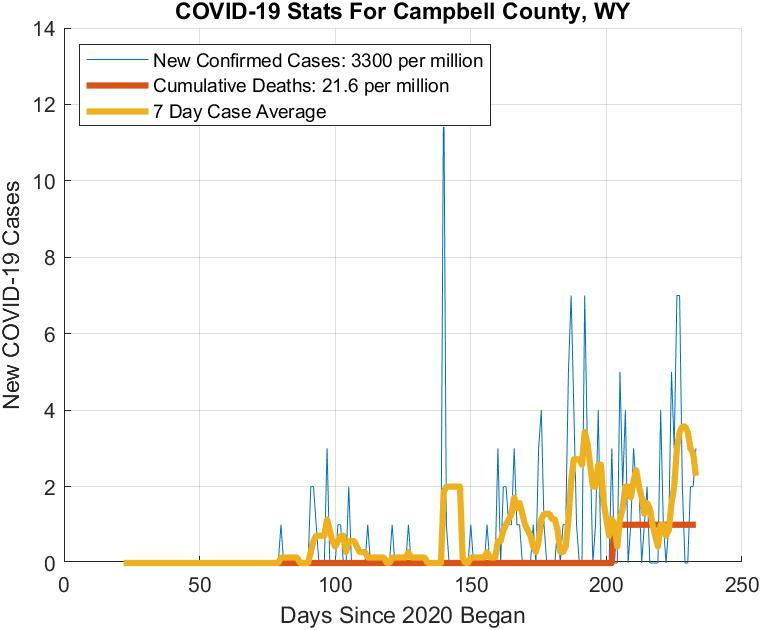 COVID-19 Stats For Campbell County, WY
14
New Confirmed Cases: 3300 per million
Cumulative Deaths: 21.6 per million
7 Day Case Average
12
10
8
6
4
2
0
New COVID-19 Cases
0 50 100 150 200 250
Days Since 2020 Began